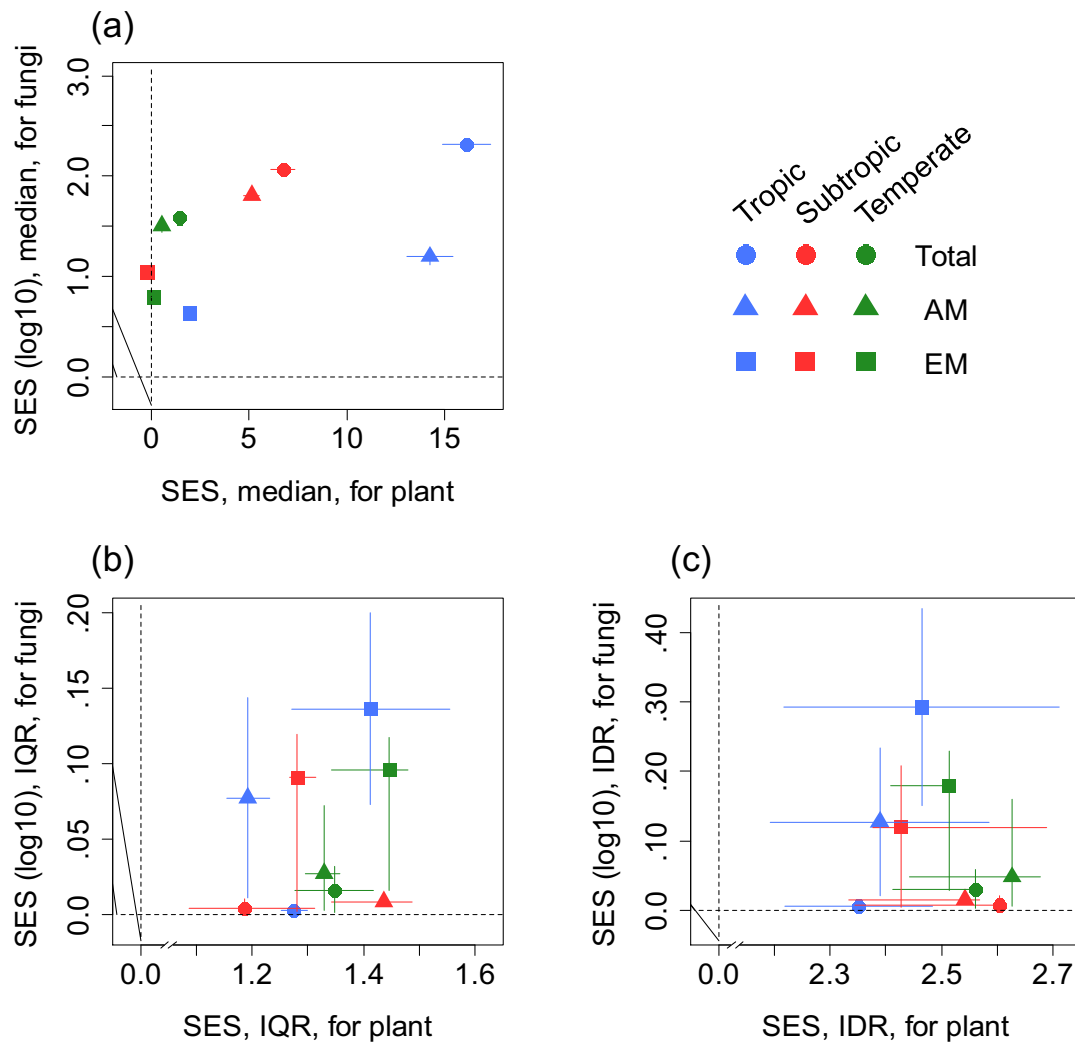 (a)
SES (log10), median, for fungi
3.0
2.0
1.0
0.0
0 5 10 15
SES, median, for plant
Tropic Subtropic Temperate
Total
AM
EM
(b)
SES (log10), IQR, for fungi
.20
.15
.10
.05
0.0
0.0 1.2 1.4 1.6
SES, IQR, for plant
(c)
SES (log10), IDR, for fungi
.40
.30
.20
.10
0.0
0.0 2.3 2.5 2.7
SES, IDR, for plant